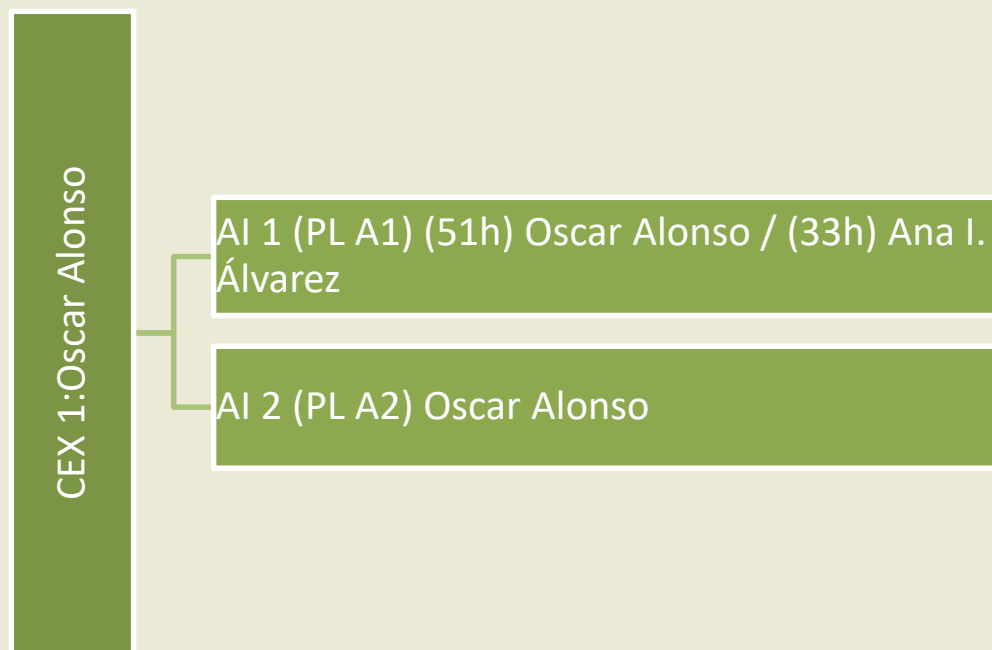 CEX 1:Oscar Alonso
AI 1 (PL A1) (51h) Oscar Alonso / (33h) Ana I.
Álvarez
AI 2 (PL A2) Oscar Alonso